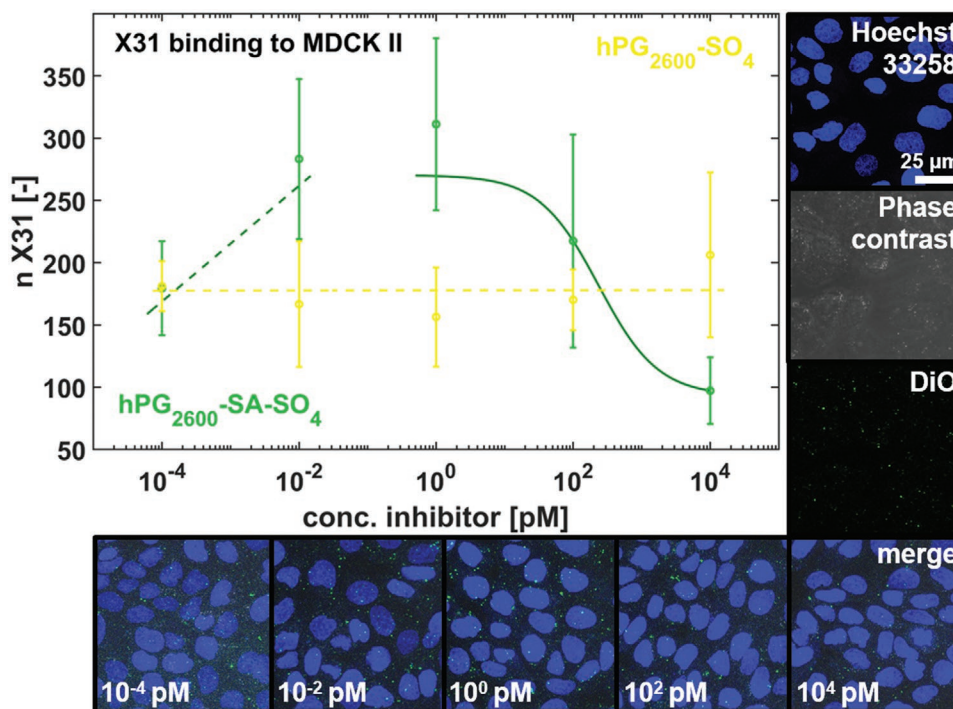 X31 binding to MDCK II
hPG₂₆₀₀-SO₄
350
300
250
200
150
100
50
n X31 [-]
hPG₂₆₀₀-SA-SO₄
10⁻⁴
10⁻²
10⁰
10²
10⁴
conc. inhibitor [pM]
Hoechst
33258
25 µm
Phase
contrast
DiO
merge
10⁻⁴ pM
10⁻² pM
10⁰ pM
10² pM
10⁴ pM